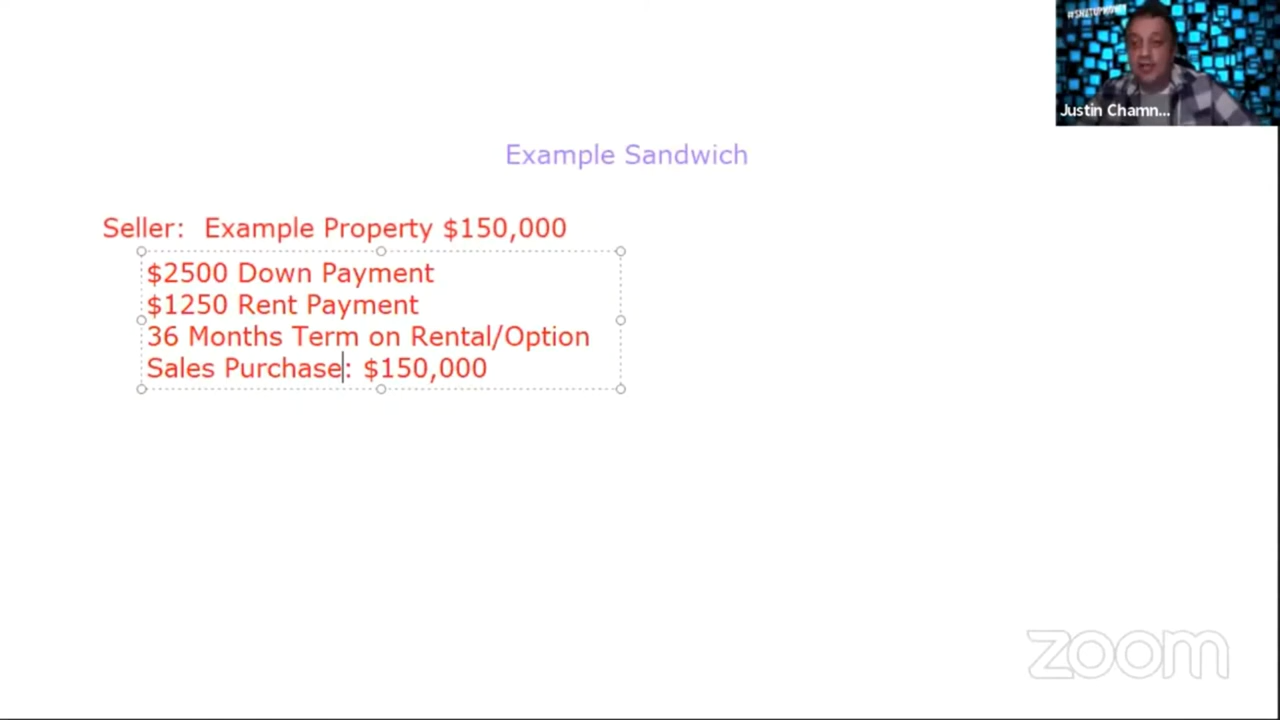 Justin Chamn...
Example Sandwich
Seller: Example Property $150,000
$2500 Down Payment
$1250 Rent Payment
36 Months Term on Rental/Option
Sales Purchase: $150,000
zoom